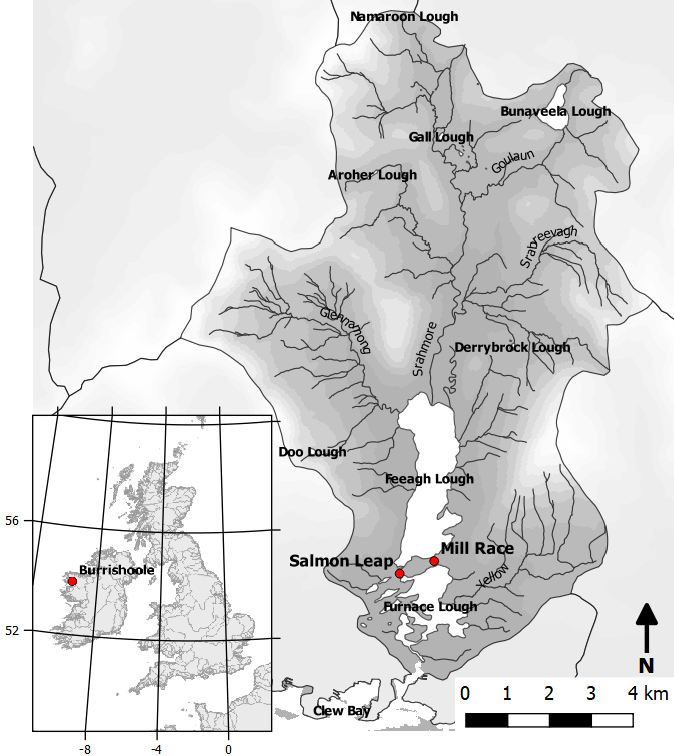 Namaroon Lough
Bunaveela Lough
Gall Lough
Goulaun
Aroher Lough
Srahreevagh
Glennamong
Srahmore
Derrybrock Lough
Doo Lough
Feeagh Lough
Mill Race
Salmon Leap
Yellow
Furnace Lough
Clew Bay
Burrishoole
56
52
-8 -4 0
N
0 1 2 3 4 km